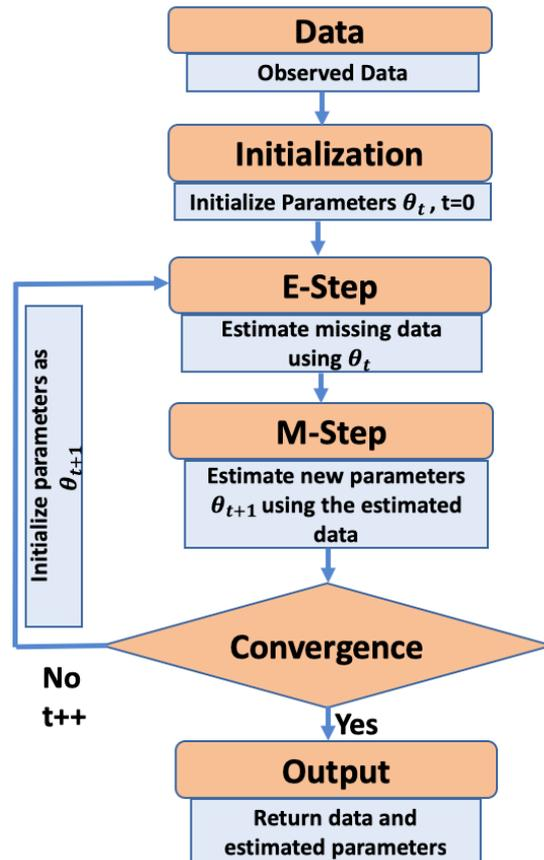 Data
Observed Data
Initialization
Initialize Parameters θₜ , t=0
E-Step
Estimate missing data
using θₜ
M-Step
Estimate new parameters
θₜ₊₁ using the estimated
data
Initialize parameters as
θₜ₊₁
Convergence
No
t++
Yes
Output
Return data and
estimated parameters